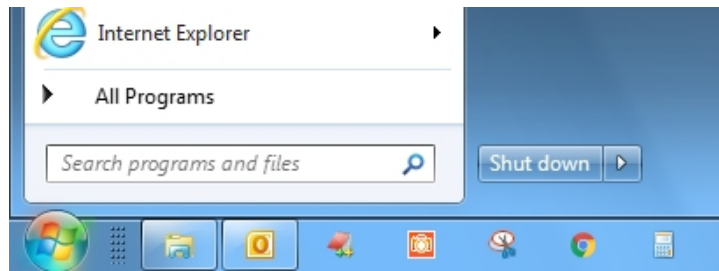 Internet Explorer
All Programs
Search programs and files
Shut down